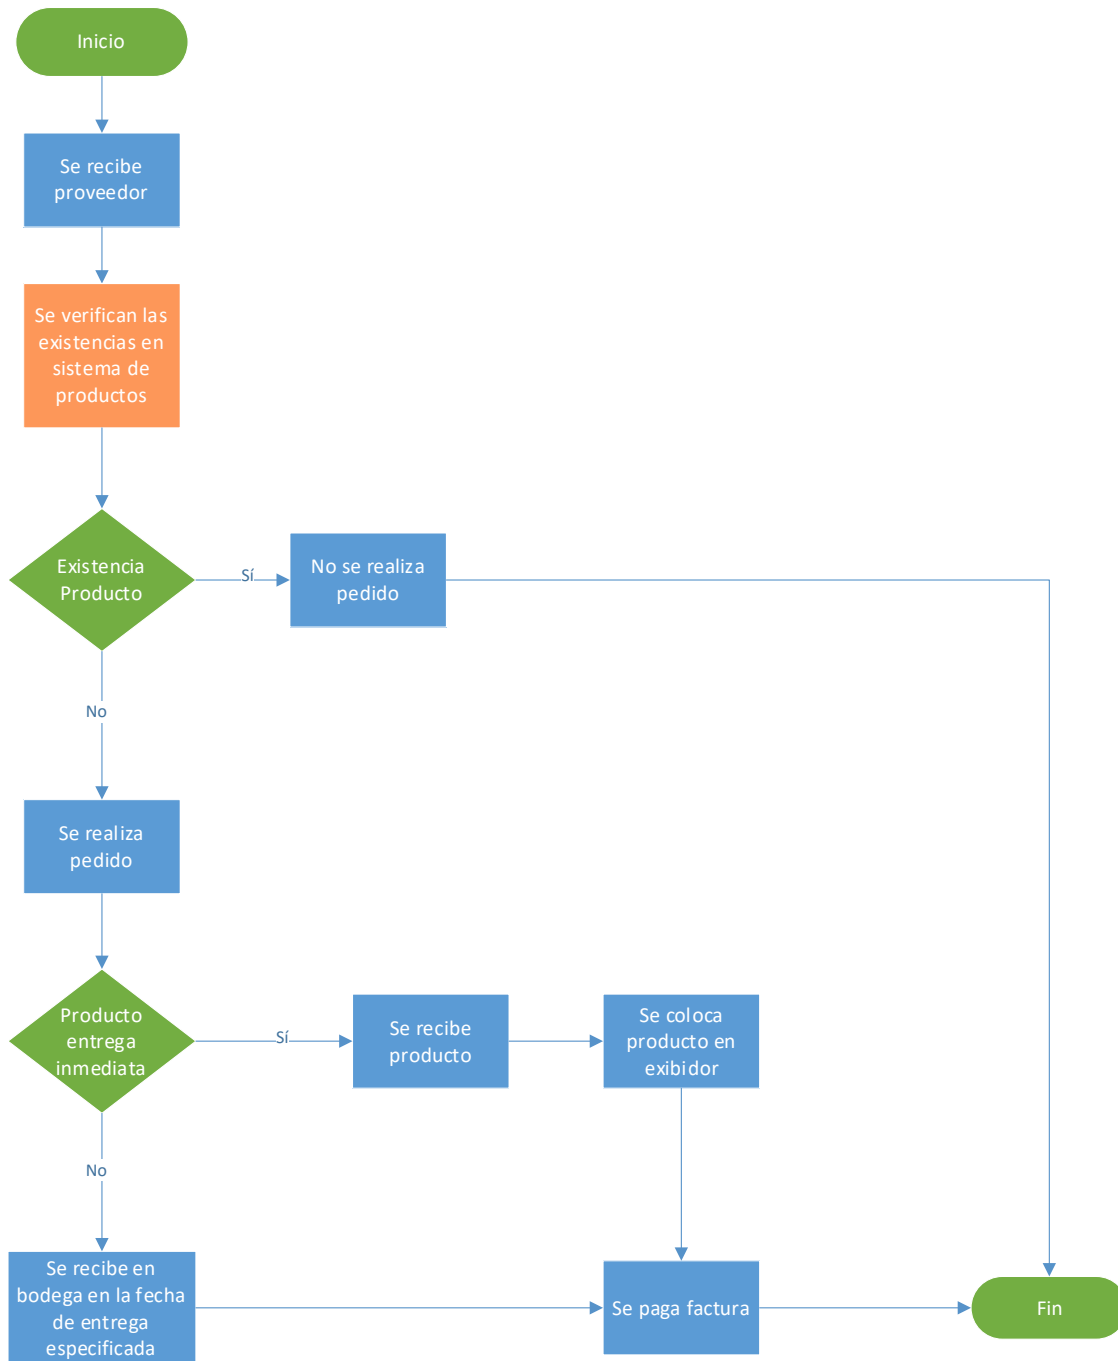 Inicio
Se recibe
proveedor
Se verifican las
existencias en
sistema de
productos
Existencia
Producto
Sí
No se realiza
pedido
No
Se realiza
pedido
Producto
entrega
inmediata
Sí
Se recibe
producto
Se coloca
producto en
exibidor
No
Se recibe en
bodega en la fecha
de entrega
especificada
Se paga factura
Fin